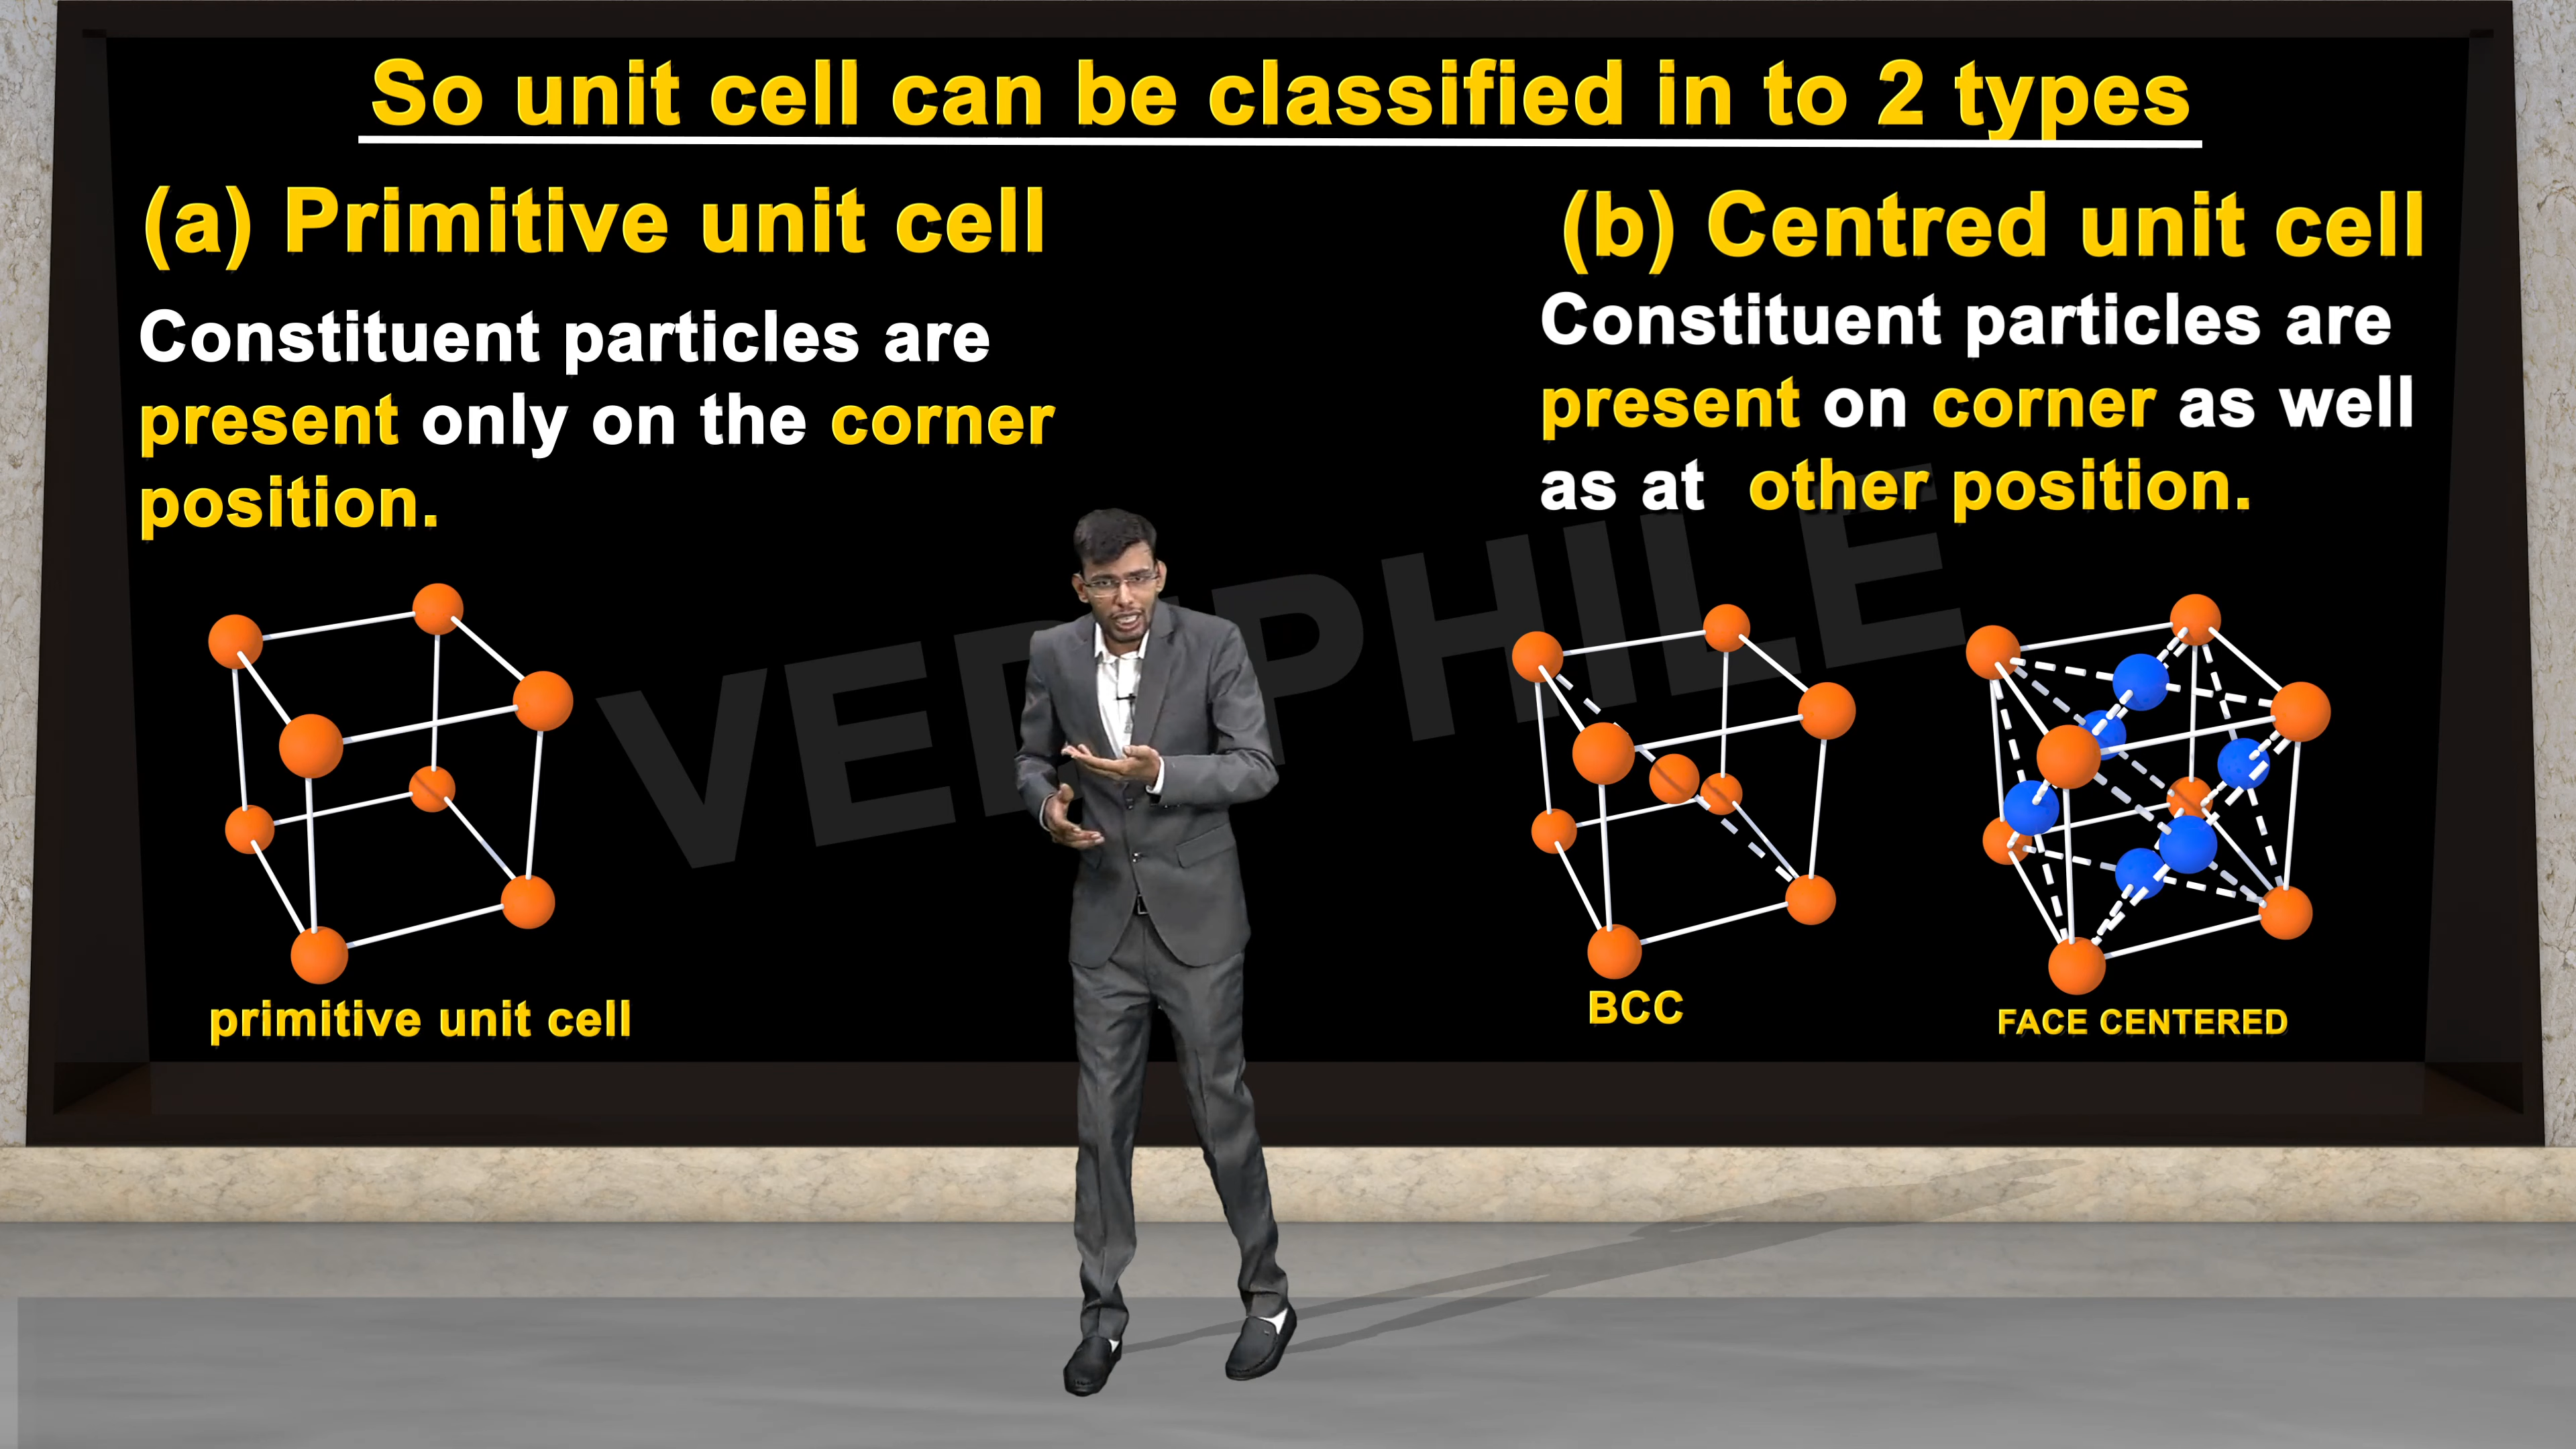 So unit cell can be classified in to 2 types
(a) Primitive unit cell
Constituent particles are
present only on the corner
position.
primitive unit cell
(b) Centred unit cell
Constituent particles are
present on corner as well
as at other position.
BCC
FACE CENTERED